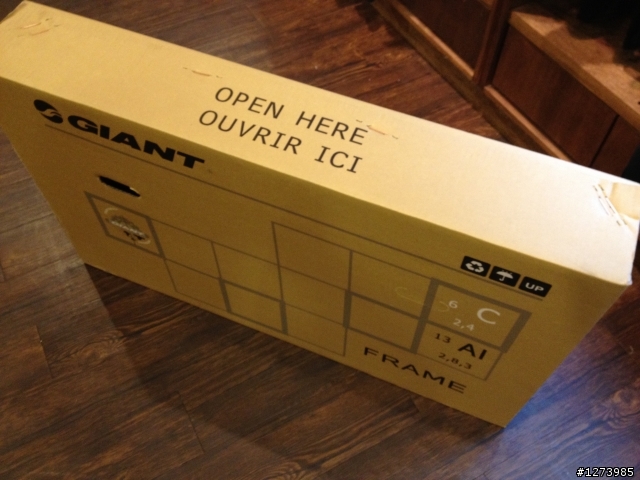 OPEN HERE
OUVRIR ICI
GIANT
UP
6 C
2,4
13 Al
2,8,3
FRAME
#1273985